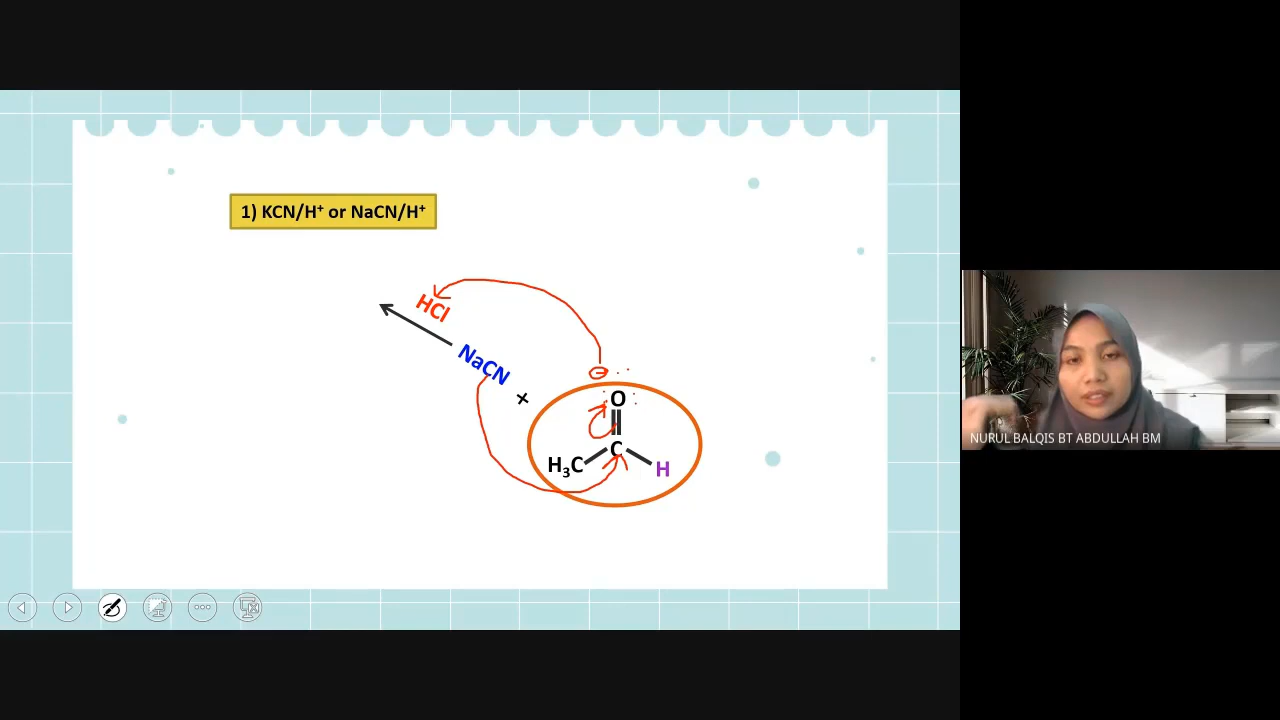 1) KCN/H⁺ or NaCN/H⁺
HCl
NaCN
+
O
C
H₃C
H
NURUL BALQIS BT ABDULLAH BM